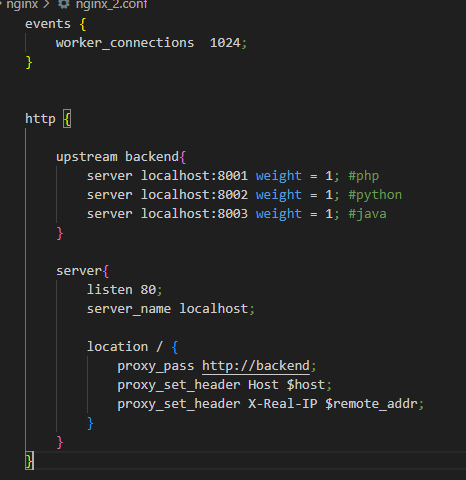 nginx > nginx_2.conf
events {
worker_connections 1024;
}
http {
upstream backend{
server localhost:8001 weight = 1; #php
server localhost:8002 weight = 1; #python
server localhost:8003 weight = 1; #java
}
server{
listen 80;
server_name localhost;
location / {
proxy_pass http://backend;
proxy_set_header Host $host;
proxy_set_header X-Real-IP $remote_addr;
}
}
}